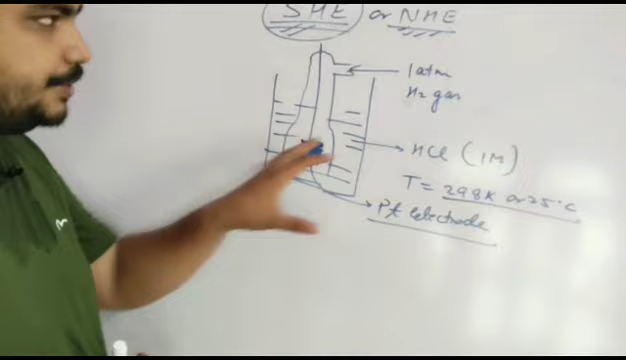 SHE or NHE
1atm
H₂ gas
HCl (1M)
T = 298K or 25°C
Pt electrode